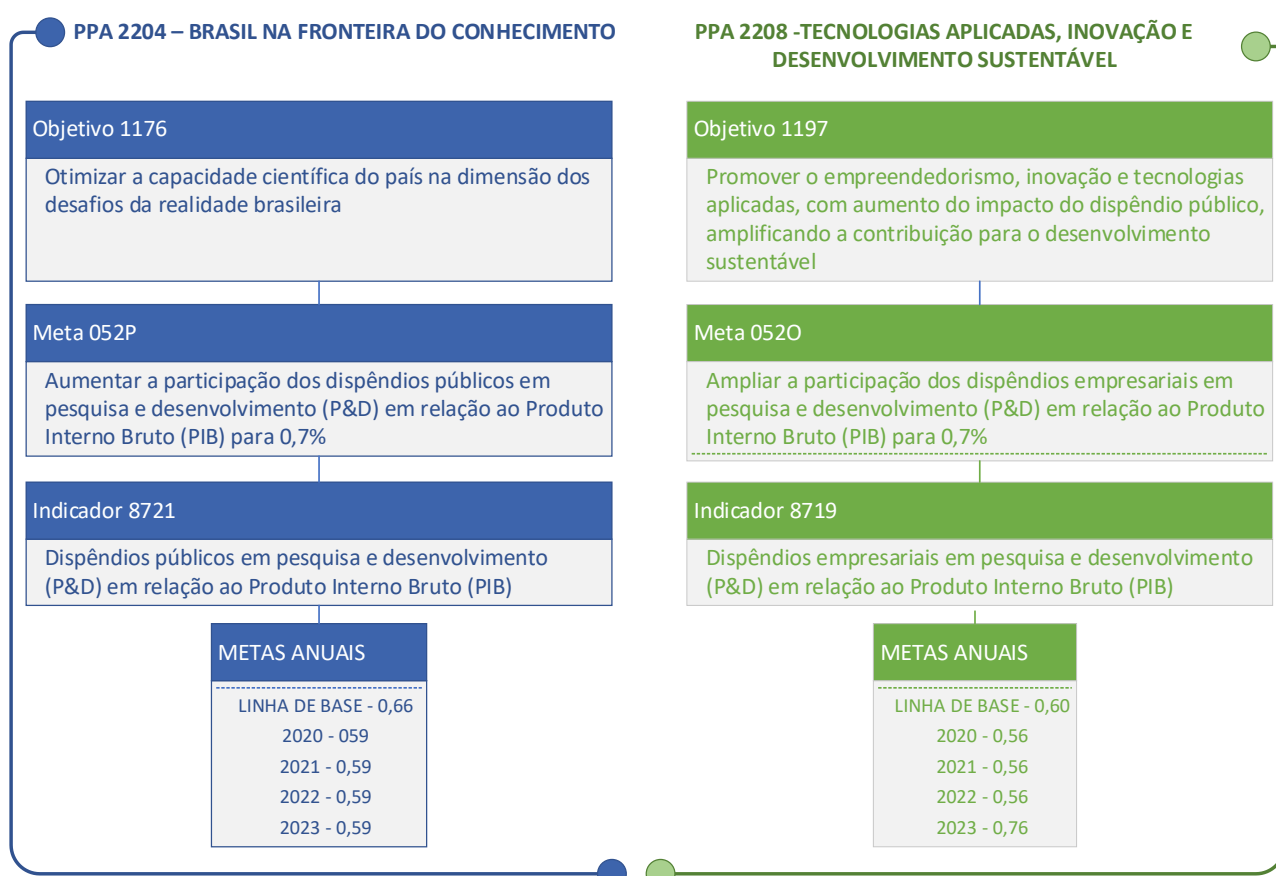 PPA 2204 – BRASIL NA FRONTEIRA DO CONHECIMENTO
Objetivo 1176
Otimizar a capacidade científica do país na dimensão dos
desafios da realidade brasileira
Meta 052P
Aumentar a participação dos dispêndios públicos em
pesquisa e desenvolvimento (P&D) em relação ao Produto
Interno Bruto (PIB) para 0,7%
Indicador 8721
Dispêndios públicos em pesquisa e desenvolvimento
(P&D) em relação ao Produto Interno Bruto (PIB)
METAS ANUAIS
LINHA DE BASE - 0,66
2020 - 059
2021 - 0,59
2022 - 0,59
2023 - 0,59
PPA 2208 -TECNOLOGIAS APLICADAS, INOVAÇÃO E
DESENVOLVIMENTO SUSTENTÁVEL
Objetivo 1197
Promover o empreendedorismo, inovação e tecnologias
aplicadas, com aumento do impacto do dispêndio público,
amplificando a contribuição para o desenvolvimento
sustentável
Meta 052O
Ampliar a participação dos dispêndios empresariais em
pesquisa e desenvolvimento (P&D) em relação ao Produto
Interno Bruto (PIB) para 0,7%
Indicador 8719
Dispêndios empresariais em pesquisa e desenvolvimento
(P&D) em relação ao Produto Interno Bruto (PIB)
METAS ANUAIS
LINHA DE BASE - 0,60
2020 - 0,56
2021 - 0,56
2022 - 0,56
2023 - 0,76